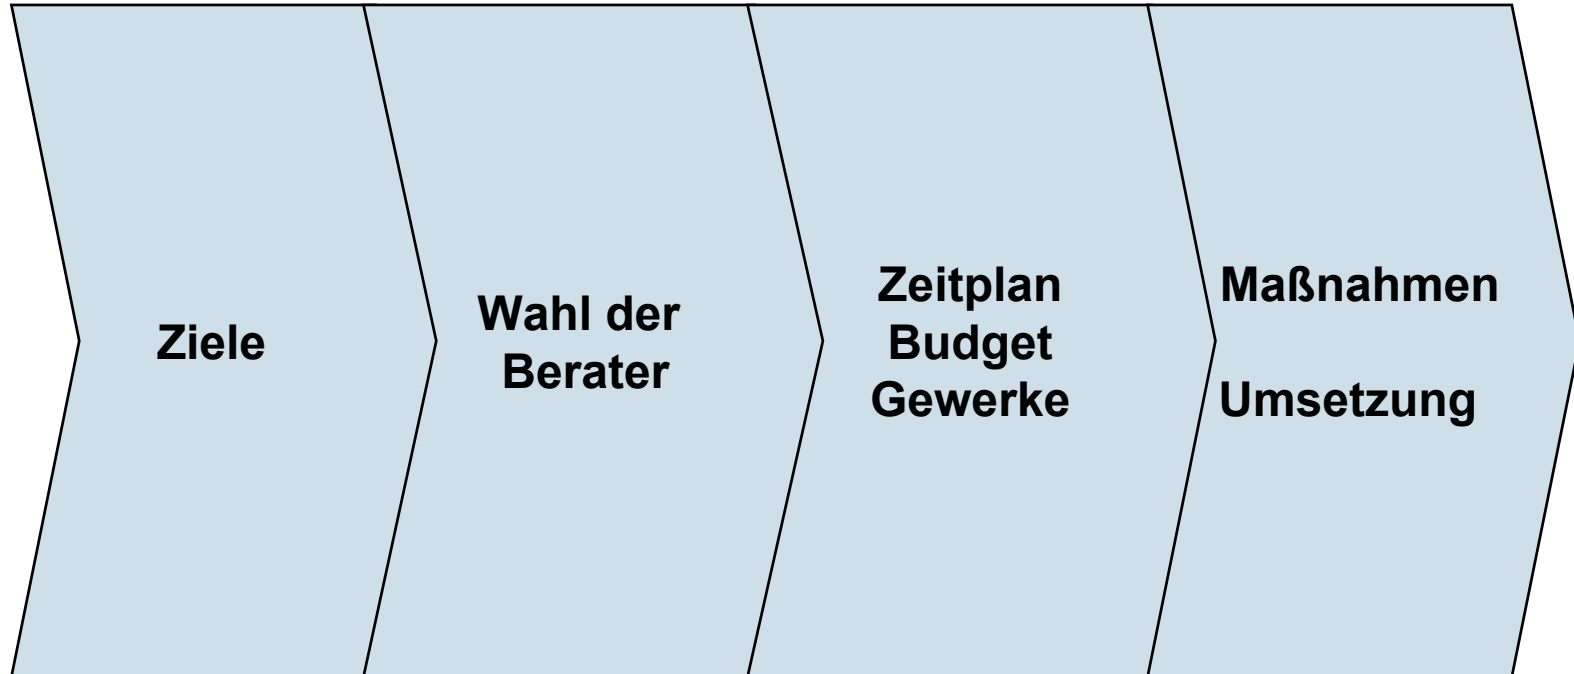 Ziele
Wahl der
Berater
Zeitplan
Budget
Gewerke
Maßnahmen
Umsetzung